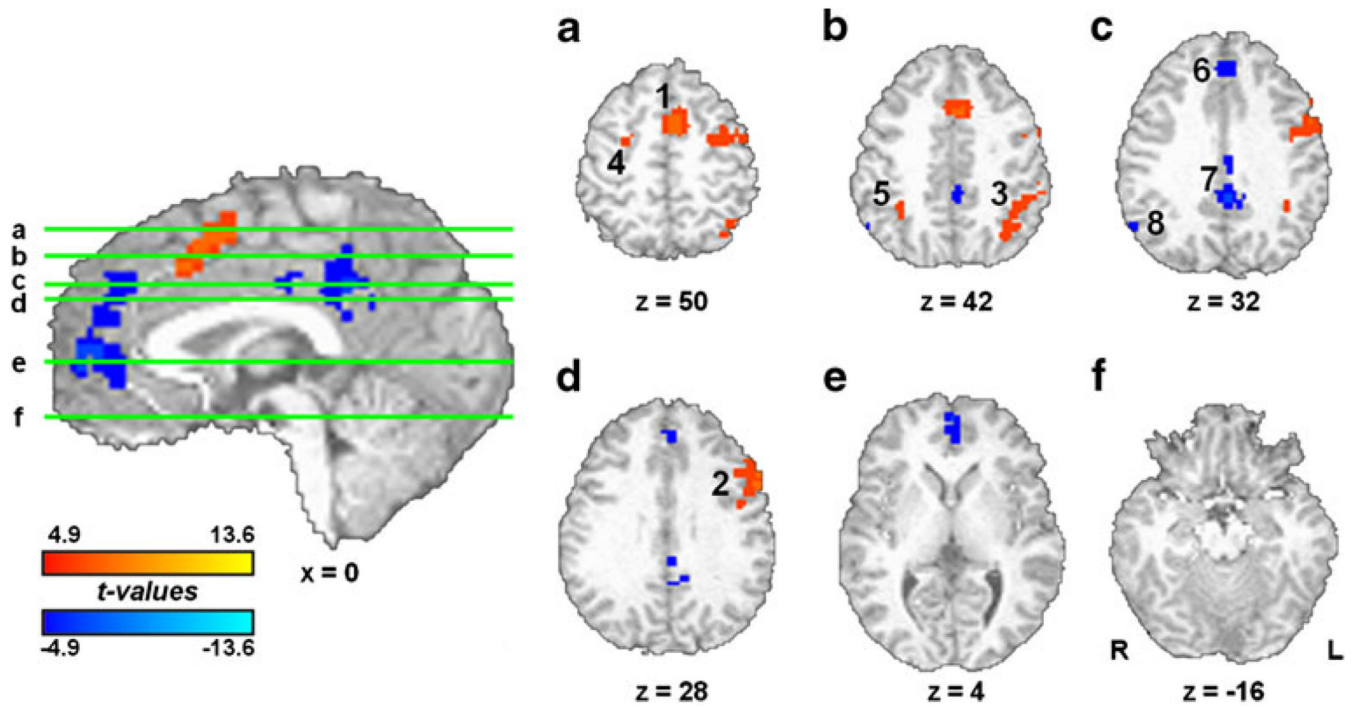 a
b
c
d
e
f
4.9 13.6
t-values
-4.9 -13.6
x = 0
a
1
4
z = 50
b
5
3
z = 42
c
6
7
8
z = 32
d
2
z = 28
e
z = 4
f
R L
z = -16